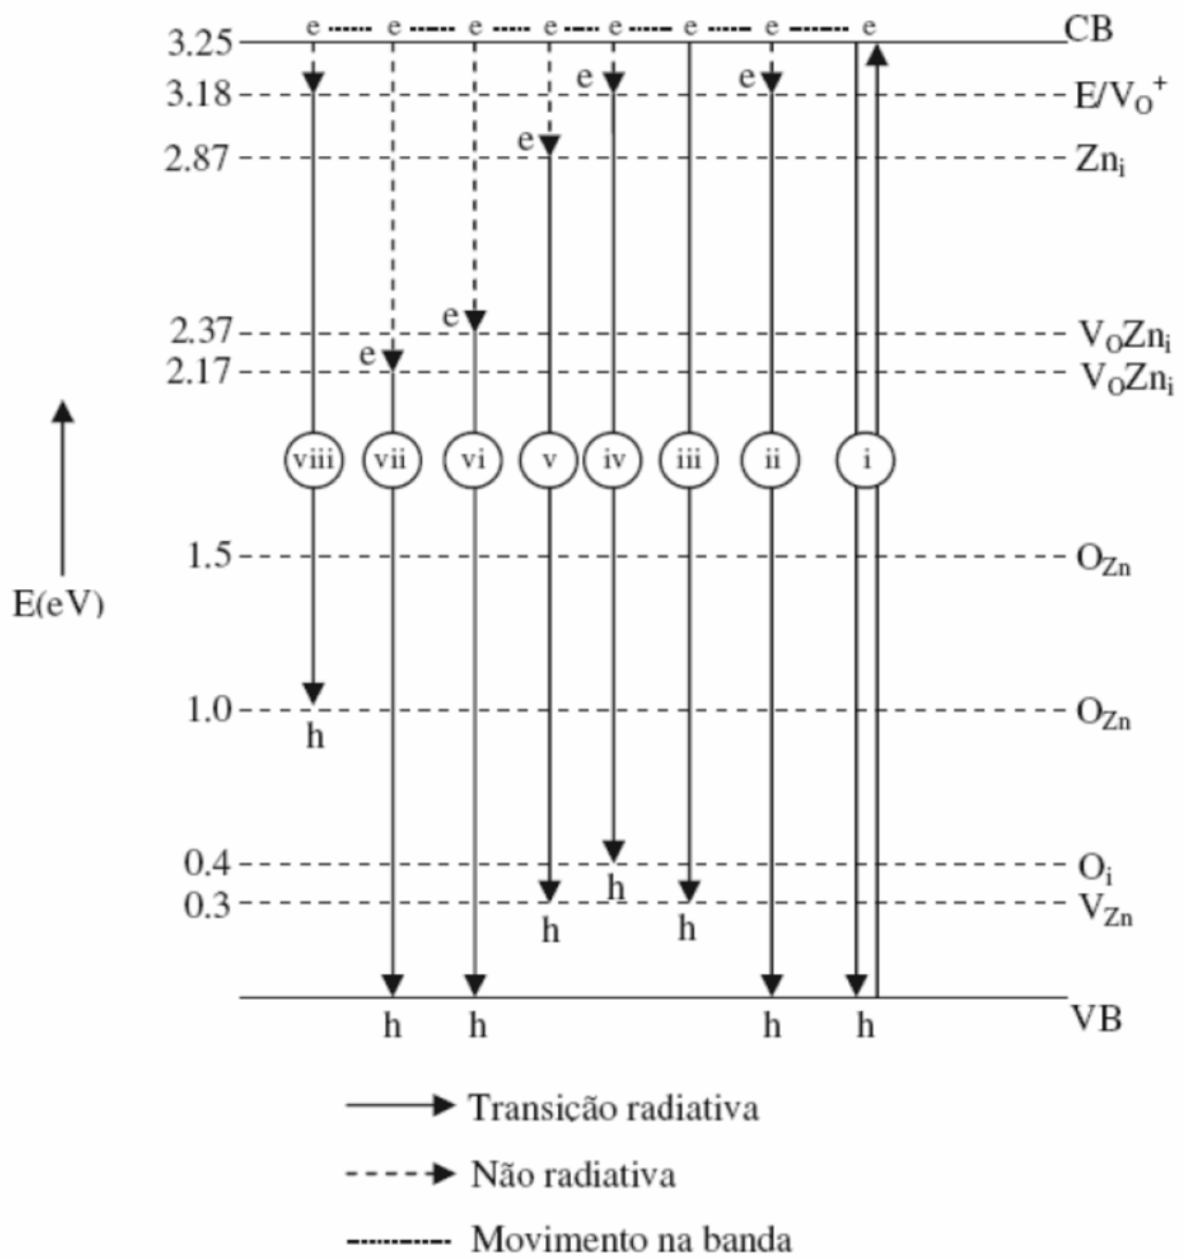 e e e e e e e e CB
3.25
e e
3.18 E/V_O^+
e
2.87 Zn_i
e
2.37 V_OZn_i
e
2.17 V_OZn_i
viii vii vi v iv iii ii i
1.5 O_Zn
E(eV)
1.0 O_Zn
h
0.4 O_i
h
0.3 V_Zn
h h
VB
h h h h
Transição radiativa
Não radiativa
Movimento na banda